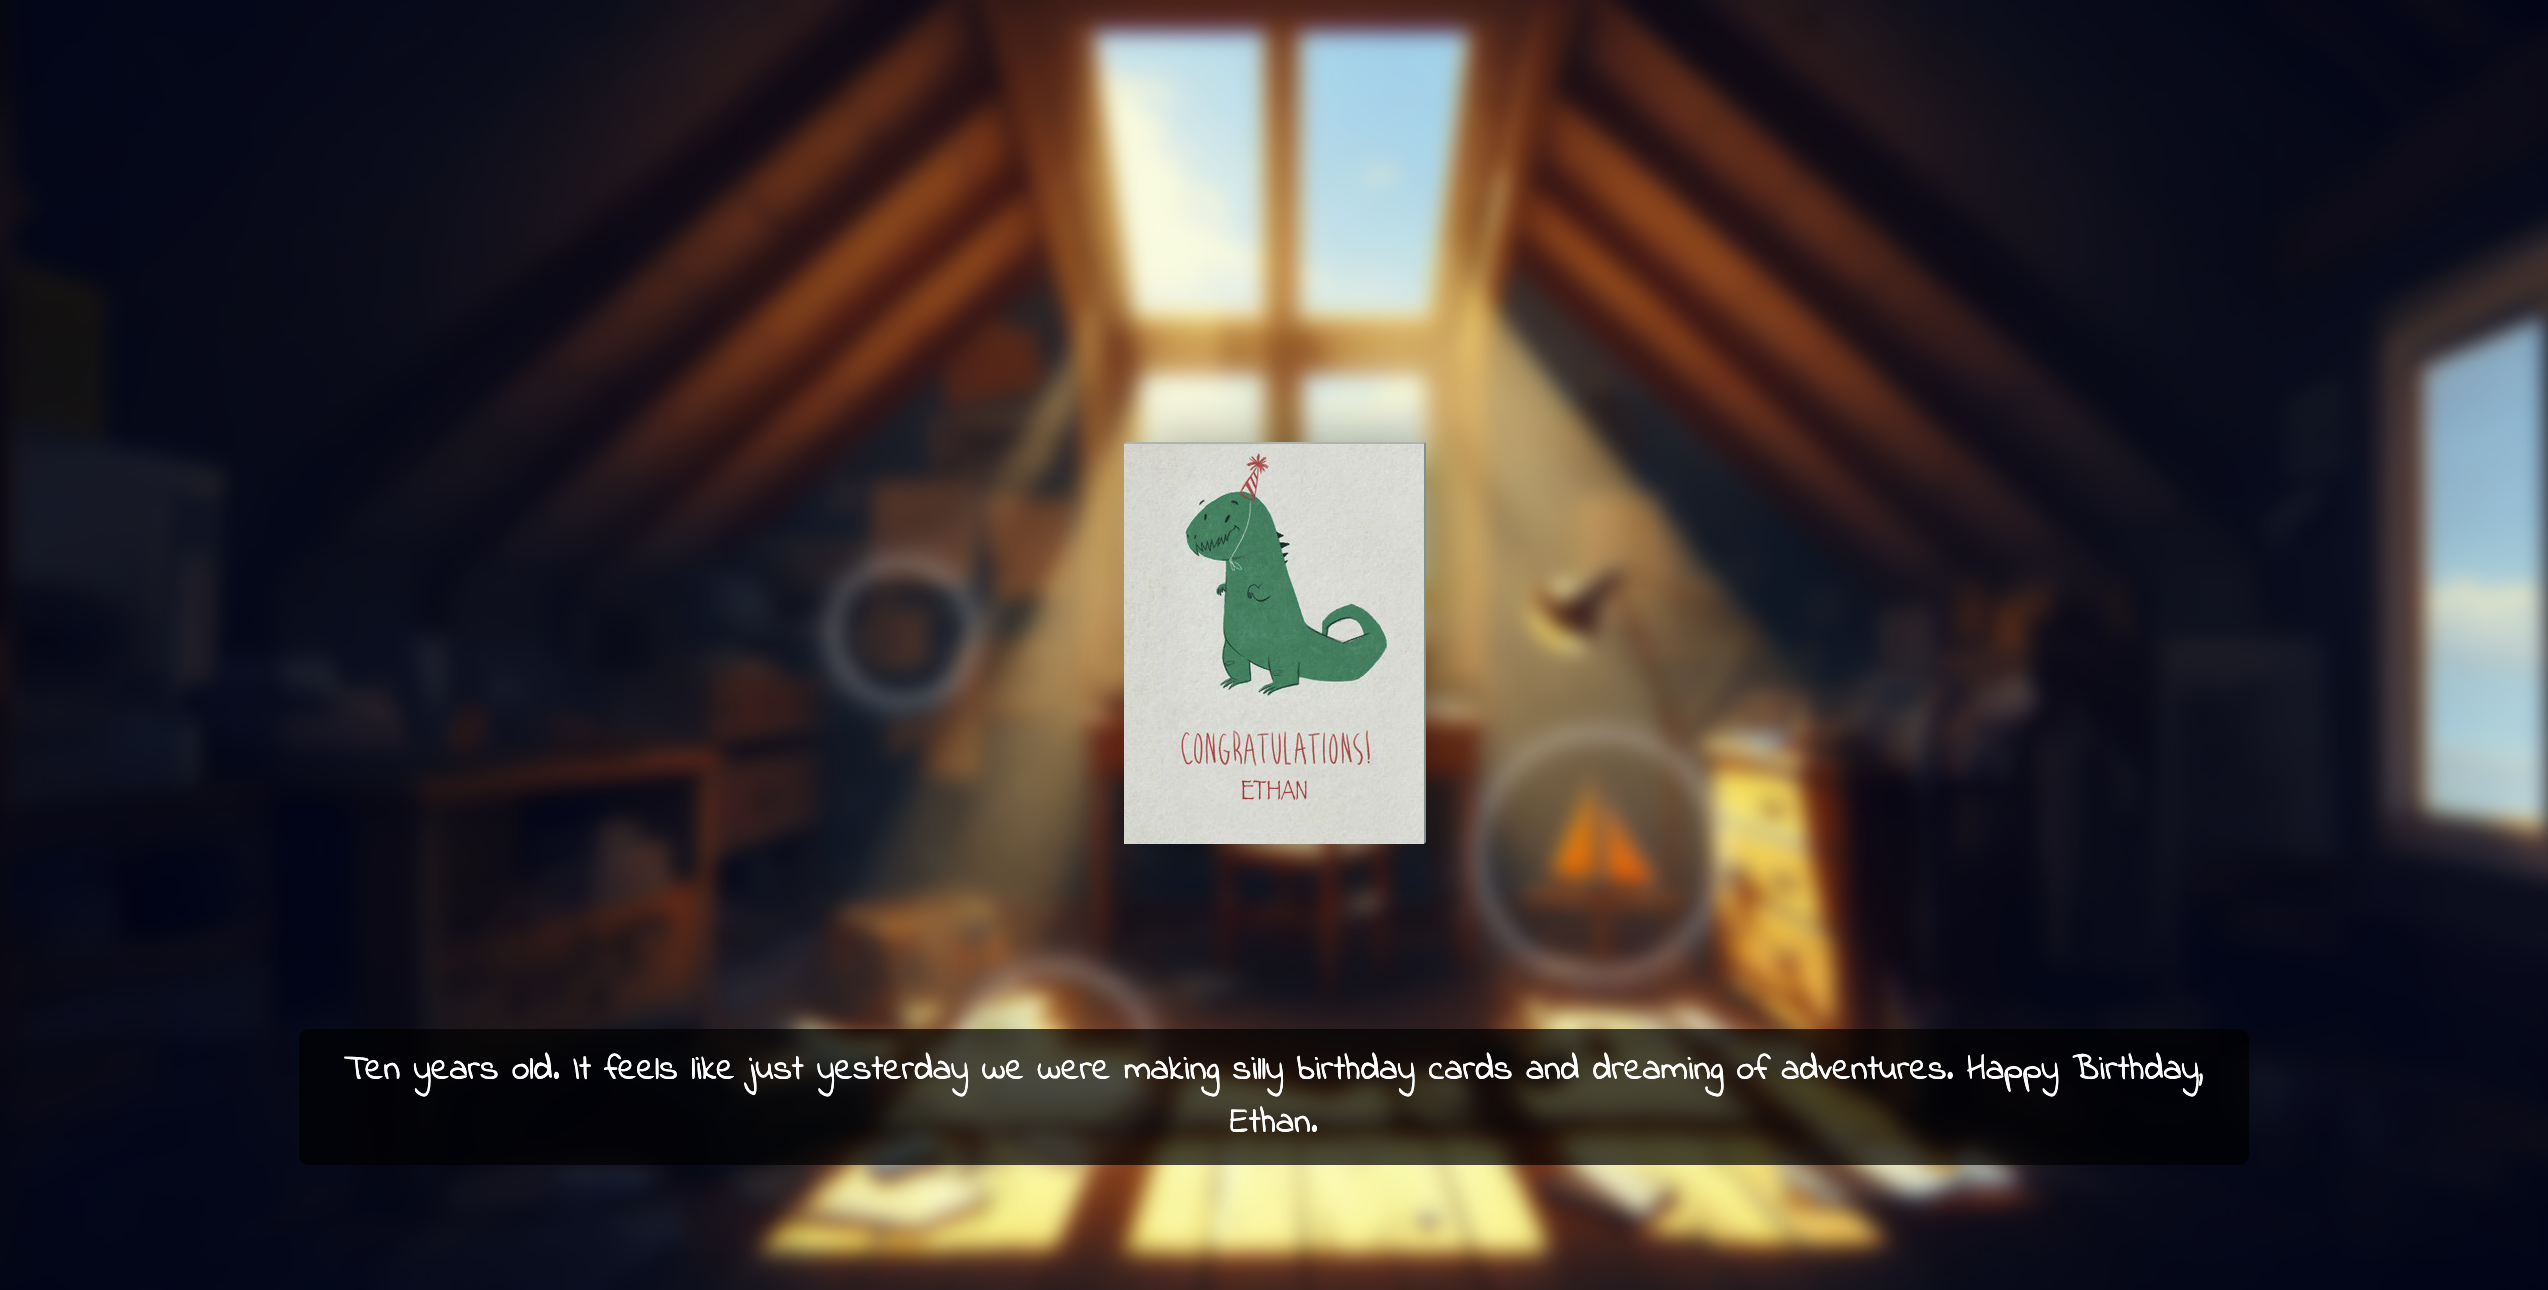 CONGRATULATIONS!
ETHAN
Ten years old. It feels like just yesterday we were making silly birthday cards and dreaming of adventures. Happy Birthday,
Ethan.